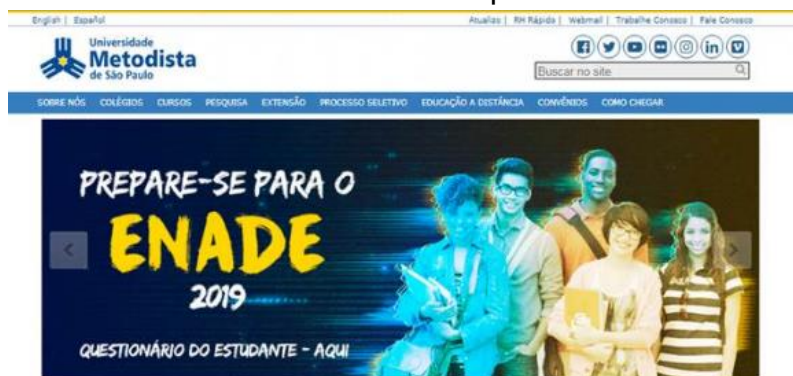 English | Español
Atualize | RH Rápido | Webmail | Trabalhe Conosco | Fale Conosco
Universidade
Metodista
de São Paulo
Buscar no site
SOBRE NÓS COLÉGIOS CURSOS PESQUISA EXTENSÃO PROCESSO SELETIVO EDUCAÇÃO A DISTÂNCIA CONVÊNIOS COMO CHEGAR
PREPARE-SE PARA O
ENADE
2019
QUESTIONÁRIO DO ESTUDANTE - AQUI